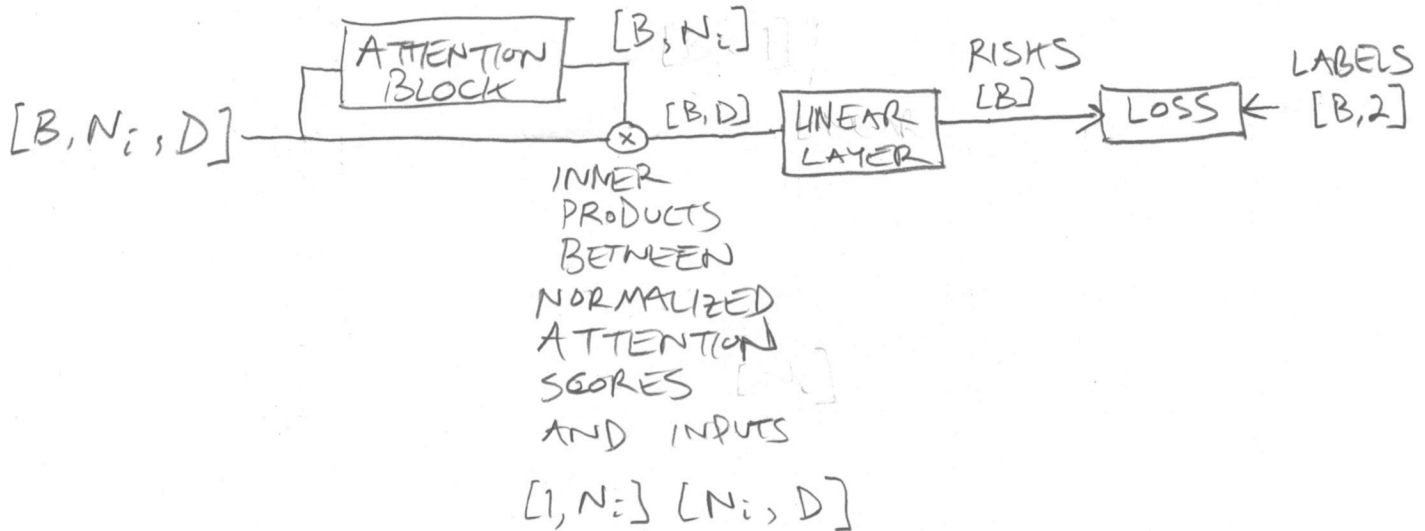 [B, Ni, D]
ATTENTION
BLOCK
[B, Ni]
[B, D]
LINEAR
LAYER
RISKS
[B]
LOSS
LABELS
[B, 2]
INNER
PRODUCTS
BETWEEN
NORMALIZED
ATTENTION
SCORES
AND INPUTS
[1, Ni] [Ni, D]